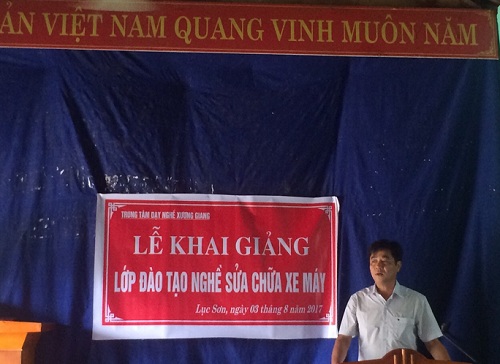 ẢN VIỆT NAM QUANG VINH MUÔN NĂM
TRUNG TÂM DẠY NGHỀ XƯƠNG GIANG
LỄ KHAI GIẢNG
LỚP ĐÀO TẠO NGHỀ SỬA CHỮA XE MÁY
Lục Sơn, ngày 03 tháng 8 năm 2017